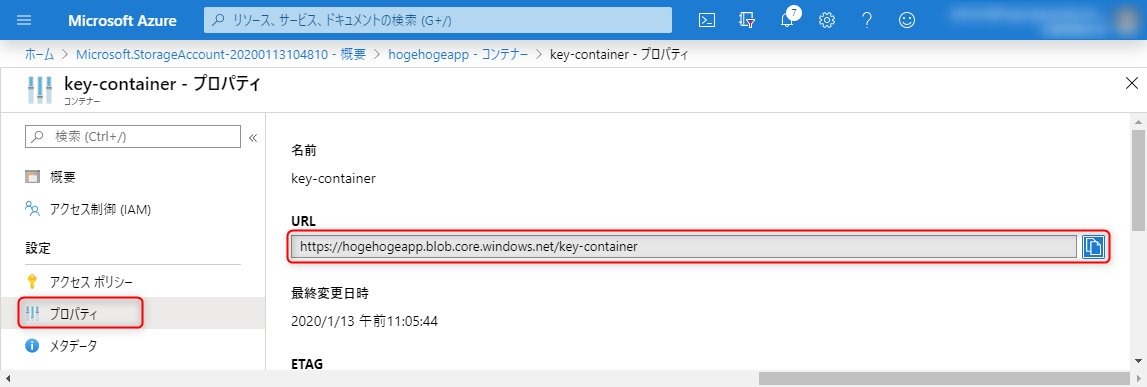 Microsoft Azure
リソース、サービス、ドキュメントの検索 (G+/)
7
ホーム > Microsoft.StorageAccount-20200113104810 - 概要 > hogehogeapp - コンテナー > key-container - プロパティ
key-container - プロパティ
コンテナー
検索 (Ctrl+/)
«
概要
アクセス制御 (IAM)
設定
アクセス ポリシー
プロパティ
メタデータ
名前
key-container
URL
https://hogehogeapp.blob.core.windows.net/key-container
最終変更日時
2020/1/13 午前11:05:44
ETAG